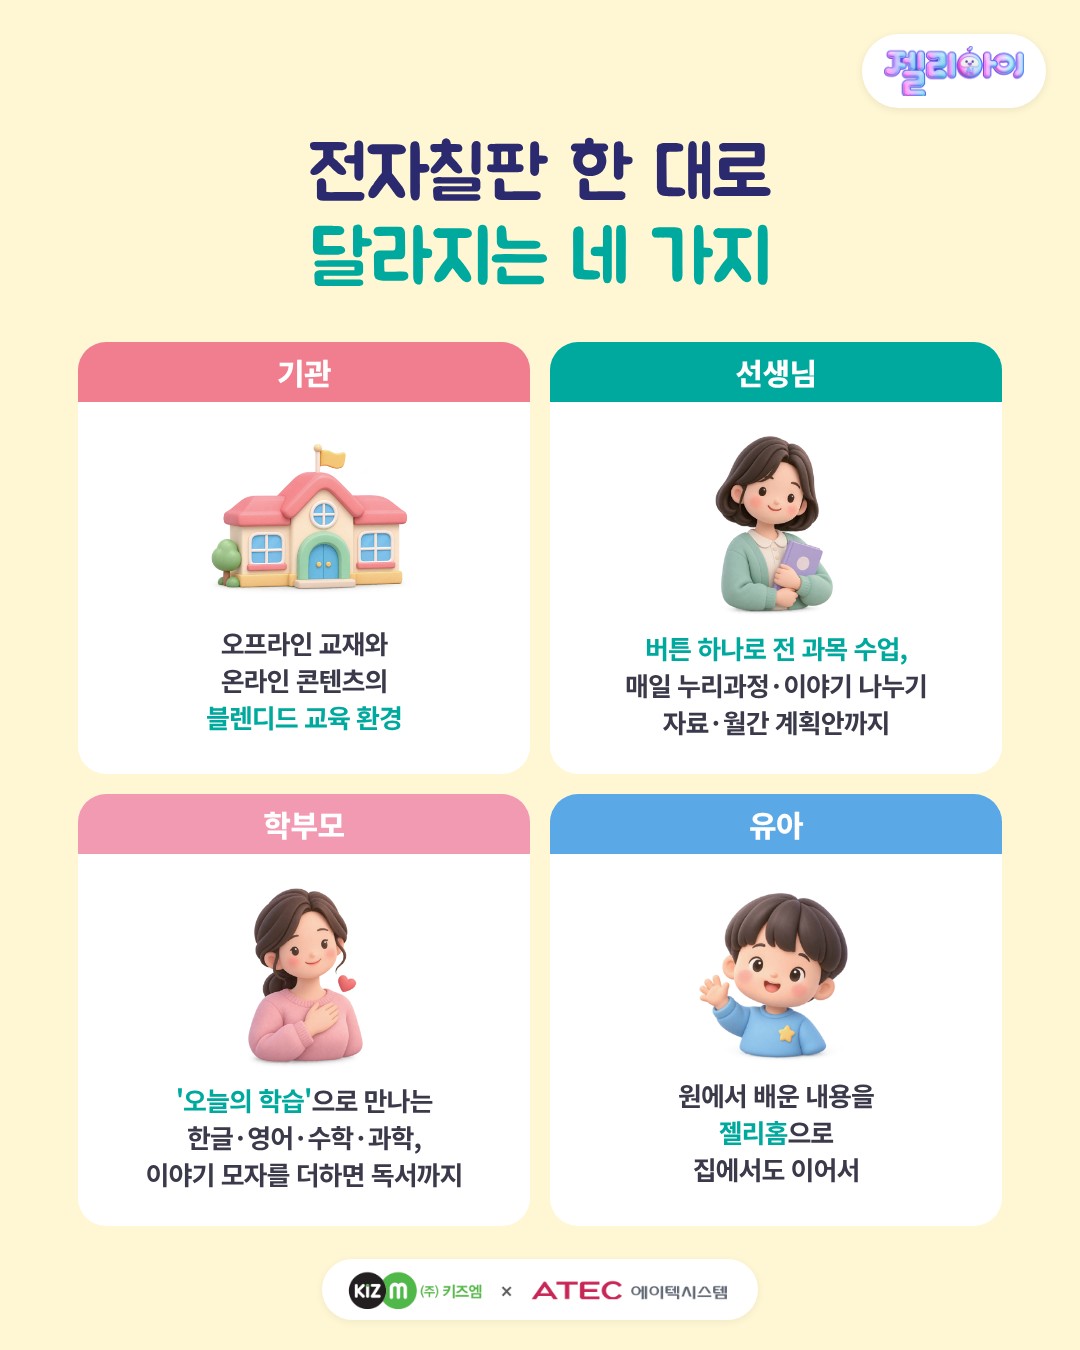 젤리아이
전자칠판 한 대로
달라지는 네 가지
기관
오프라인 교재와
온라인 콘텐츠의
블렌디드 교육 환경
선생님
버튼 하나로 전 과목 수업,
매일 누리과정·이야기 나누기
자료·월간 계획안까지
학부모
'오늘의 학습'으로 만나는
한글·영어·수학·과학,
이야기 모자를 더하면 독서까지
유아
원에서 배운 내용을
젤리홈으로
집에서도 이어서
KIZ m (주) 키즈엠 × ATEC 에이텍시스템